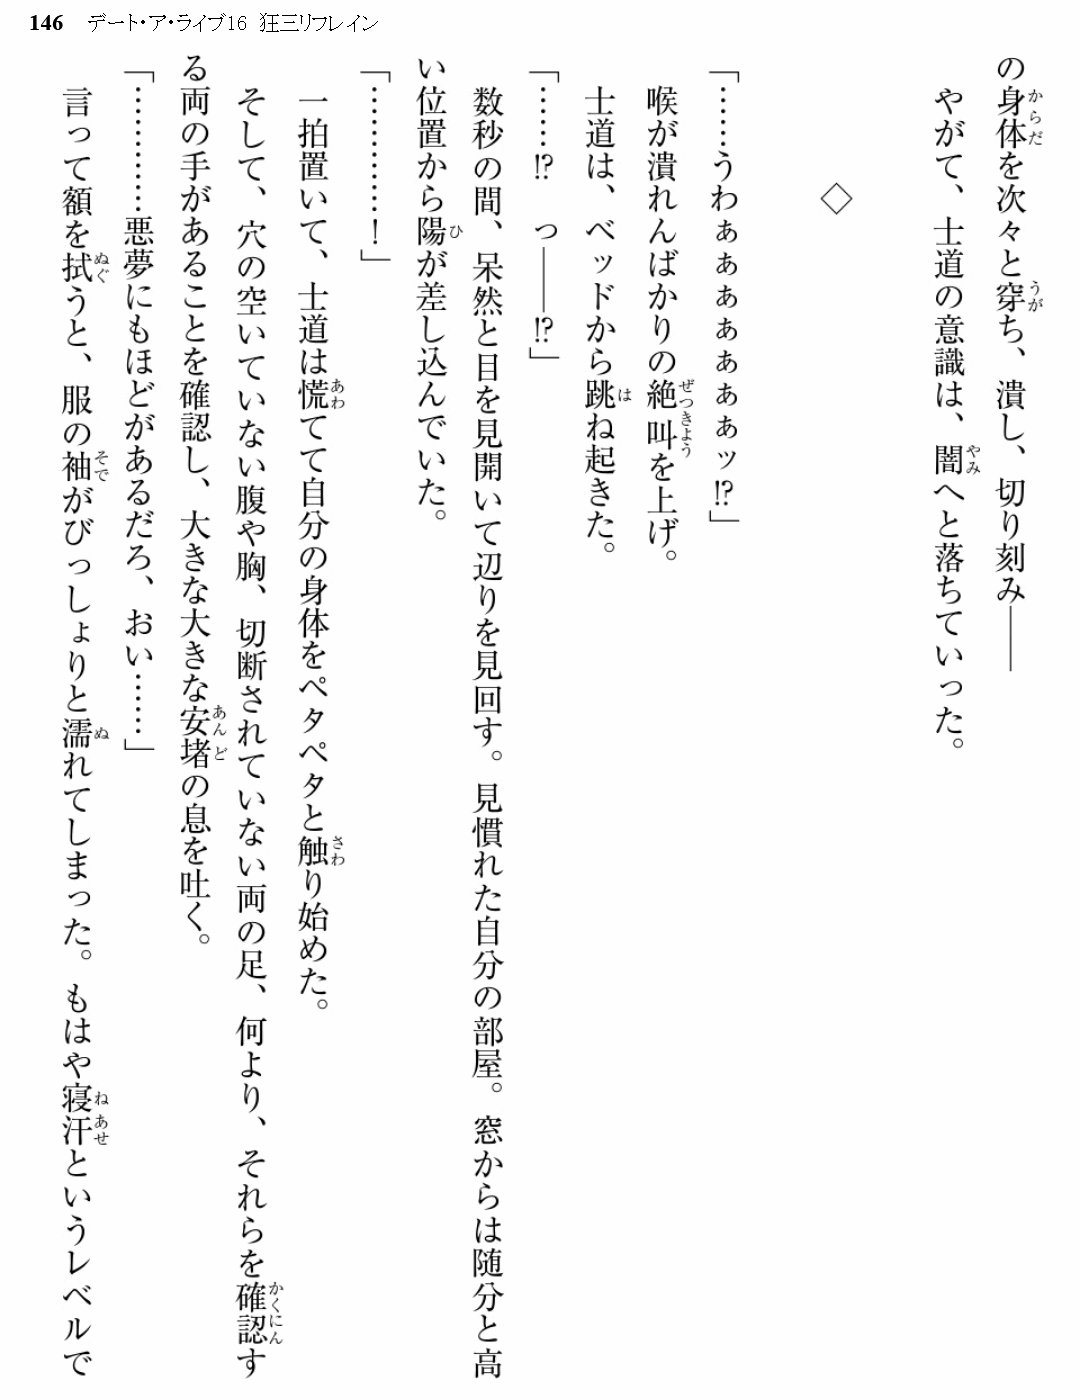 146 デート・ア・ライブ16 狂三リフレイン
の身体を次々と穿ち、潰し、切り刻み――
やがて、士道の意識は、闇へと落ちていった。
◇
「……うわぁぁぁぁぁぁぁッ!?」
喉が潰れんばかりの絶叫を上げ。
士道は、ベッドから跳ね起きた。
「……!? っ――!?」
数秒の間、呆然と目を見開いて辺りを見回す。見慣れた自分の部屋。窓からは随分と高
い位置から陽が差し込んでいた。
「…………!」
一拍置いて、士道は慌てて自分の身体をペタペタと触り始めた。
そして、穴の空いていない腹や胸、切断されていない両の足、何より、それらを確認す
る両の手があることを確認し、大きな大きな安堵の息を吐く。
「…………悪夢にもほどがあるだろ、おい……」
言って額を拭うと、服の袖がびっしょりと濡れてしまった。もはや寝汗というレベルで